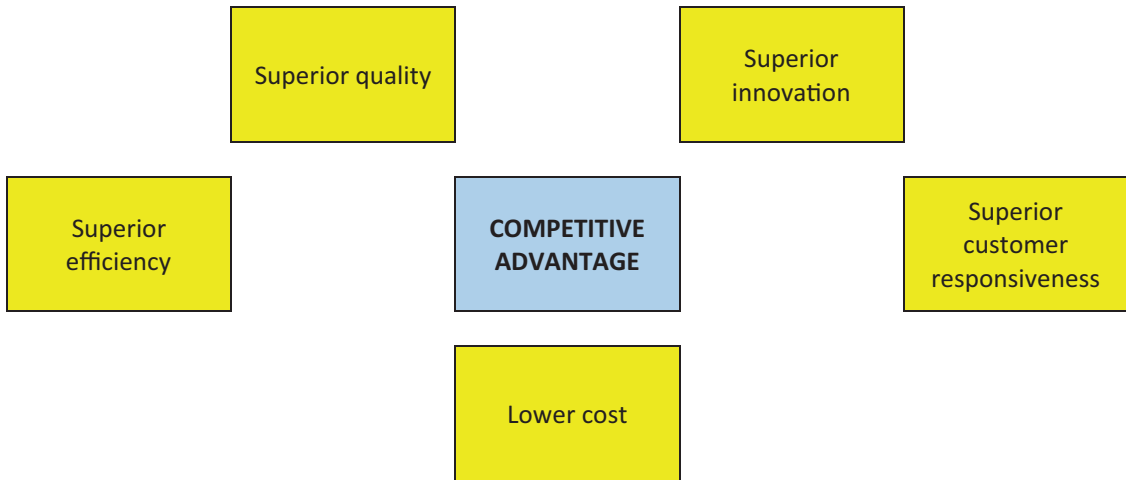 Superior quality
Superior
innovation
Superior
efficiency
COMPETITIVE
ADVANTAGE
Superior
customer
responsiveness
Lower cost